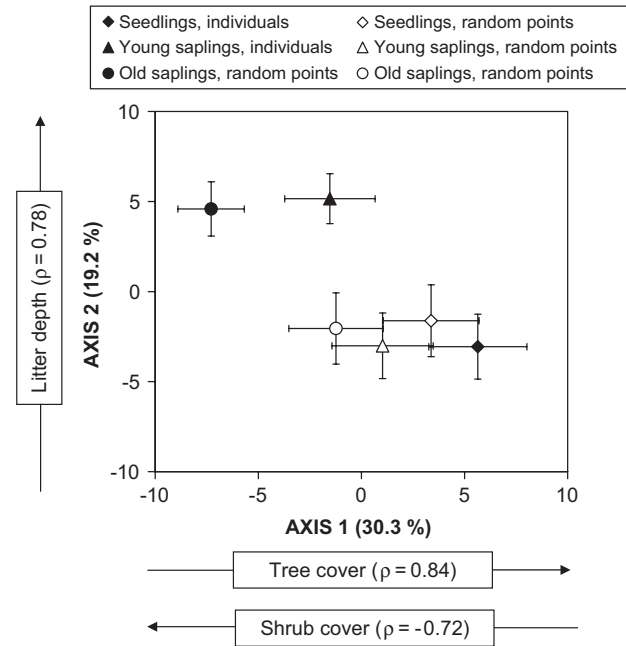 Seedlings, individuals
Seedlings, random points
Young saplings, individuals
Young saplings, random points
Old saplings, random points
Old saplings, random points
Litter depth (ρ = 0.78)
AXIS 2 (19.2 %)
10
5
0
-5
-10
-10
-5
0
5
10
AXIS 1 (30.3 %)
Tree cover (ρ = 0.84)
Shrub cover (ρ = -0.72)